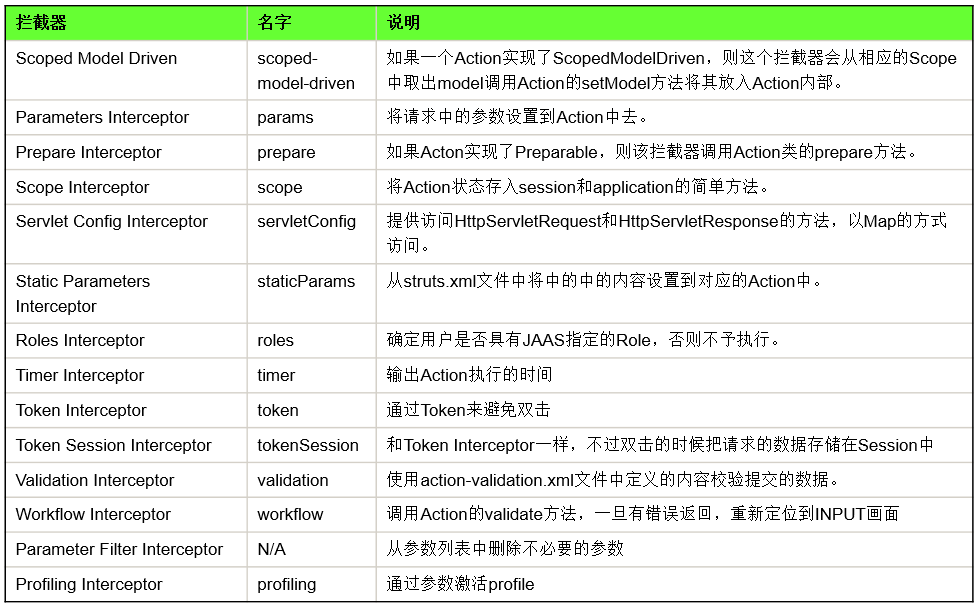 拦截器 名字 说明
Scoped Model Driven scoped- 如果一个Action实现了ScopedModelDriven，则这个拦截器会从相应的Scope
model-driven 中取出model调用Action的setModel方法将其放入Action内部。
Parameters Interceptor params 将请求中的参数设置到Action中去。
Prepare Interceptor prepare 如果Acton实现了Preparable，则该拦截器调用Action类的prepare方法。
Scope Interceptor scope 将Action状态存入session和application的简单方法。
Servlet Config Interceptor servletConfig 提供访问HttpServletRequest和HttpServletResponse的方法，以Map的方式
访问。
Static Parameters staticParams 从struts.xml文件中将中的中的内容设置到对应的Action中。
Interceptor
Roles Interceptor roles 确定用户是否具有JAAS指定的Role，否则不予执行。
Timer Interceptor timer 输出Action执行的时间
Token Interceptor token 通过Token来避免双击
Token Session Interceptor tokenSession 和Token Interceptor一样，不过双击的时候把请求的数据存储在Session中
Validation Interceptor validation 使用action-validation.xml文件中定义的内容校验提交的数据。
Workflow Interceptor workflow 调用Action的validate方法，一旦有错误返回，重新定位到INPUT画面
Parameter Filter Interceptor N/A 从参数列表中删除不必要的参数
Profiling Interceptor profiling 通过参数激活profile